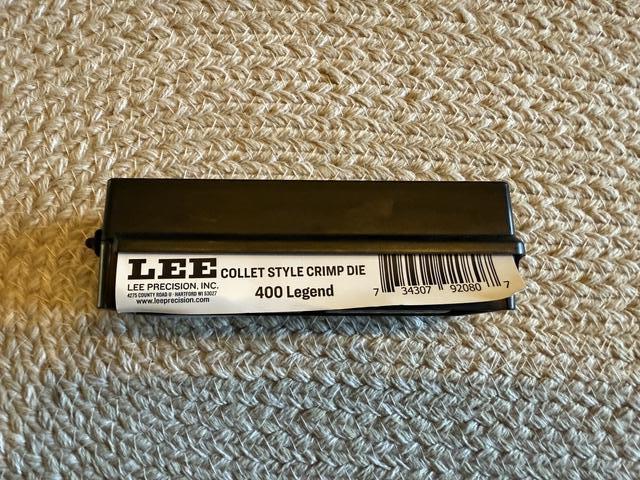 LEE COLLET STYLE CRIMP DIE
LEE PRECISION, INC. 400 Legend
4275 COUNTY ROAD U · HARTFORD WI 53027
www.leeprecision.com
7 34307 92080 7